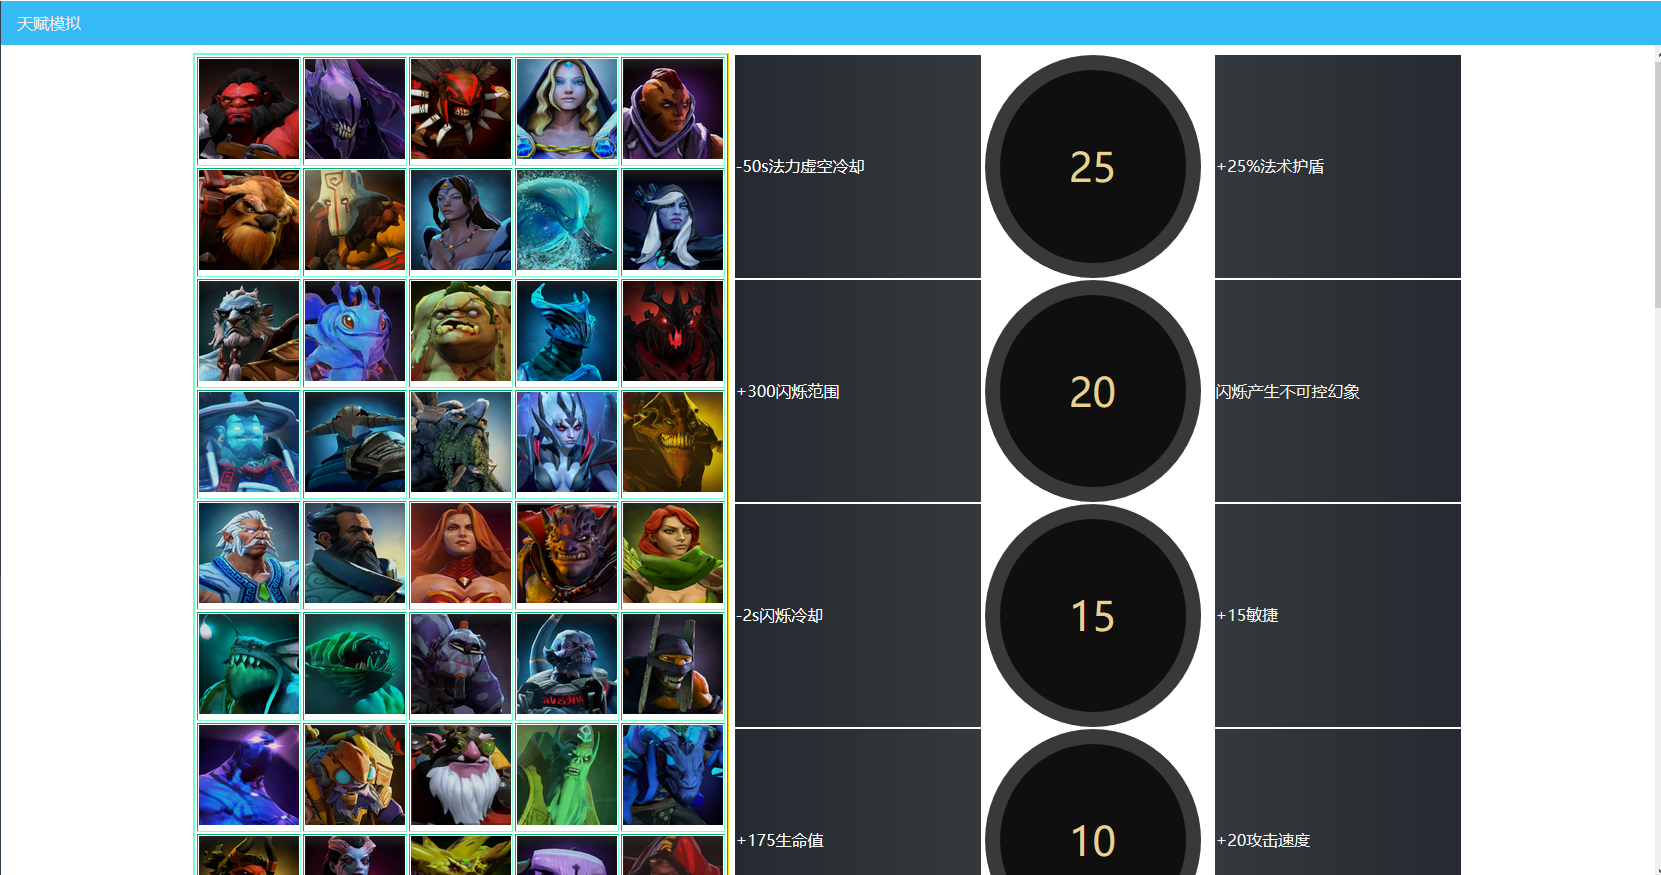 天赋模拟
-50s法力虚空冷却
25
+25%法术护盾
+300闪烁范围
20
闪烁产生不可控幻象
-2s闪烁冷却
15
+15敏捷
+175生命值
10
+20攻击速度